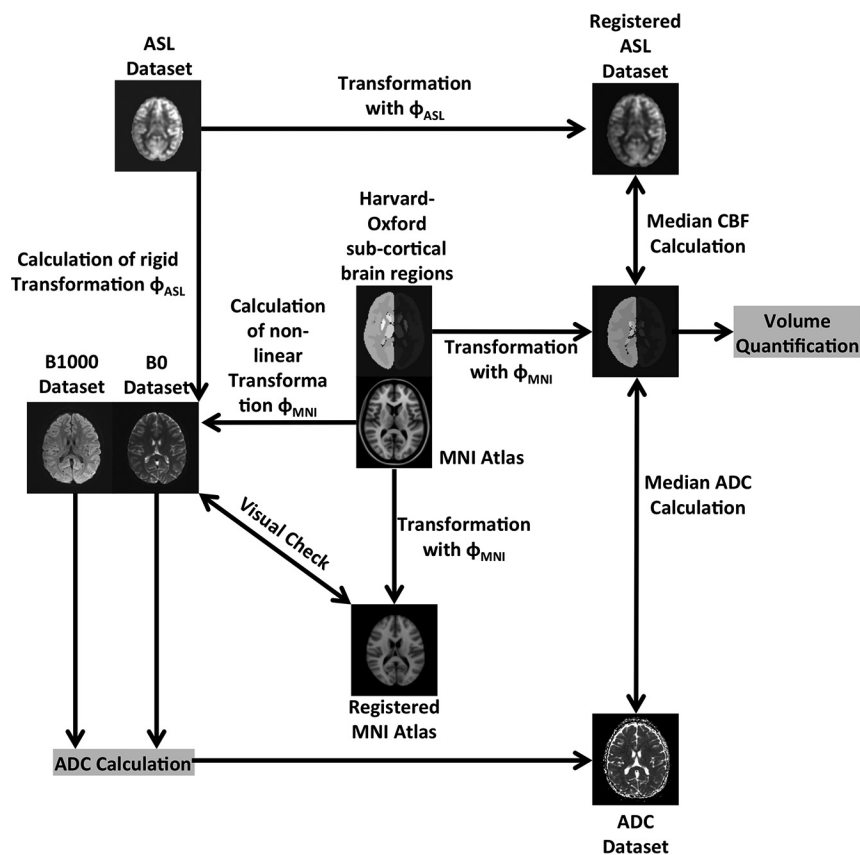 ASL
Dataset
Registered
ASL
Dataset
Transformation
with ϕASL
Harvard-
Oxford
sub-cortical
brain regions
Median CBF
Calculation
Calculation of rigid
Transformation ϕASL
Calculation
of non-
linear
Transforma
tion ϕMNI
Transformation
with ϕMNI
Volume
Quantification
B1000
Dataset
B0
Dataset
MNI Atlas
Median ADC
Calculation
Visual Check
Transformation
with ϕMNI
Registered
MNI Atlas
ADC Calculation
ADC
Dataset